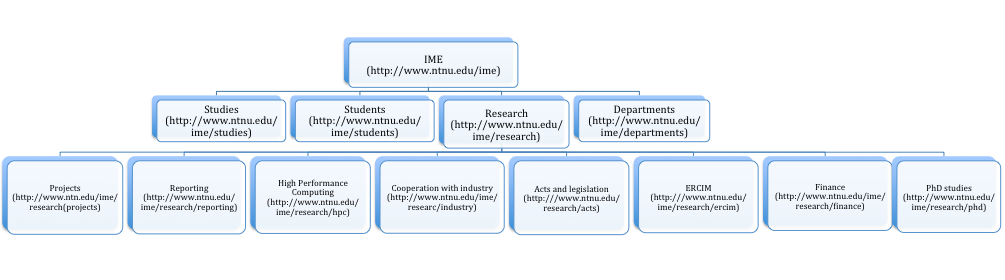 IME
(http://www.ntnu.edu/ime)
Studies
(http://www.ntnu.edu/
ime/studies)
Students
(http://www.ntnu.edu/
ime/students)
Research
(http://www.ntnu.edu/
ime/research)
Departments
(http://www.ntnu.edu/
ime/departments)
Projects
(http://www.ntn.edu/ime/
research(projects)
Reporting
(http://www.ntnu.edu/
ime/research/reporting)
High Performance
Computing
(http://www.ntnu.edu/
ime/research/hpc)
Cooperation with industry
(http://www.ntnu.edu/ime/
researc/industry)
Acts and legislation
(http:////www.ntnu.edu/
research/acts)
ERCIM
(http:///www.ntnu.edu/
ime/research/ercim)
Finance
(http://www.ntnu.edu/ime/
research/finance)
PhD studies
(http://www.ntnu.edu/
ime/research/phd)